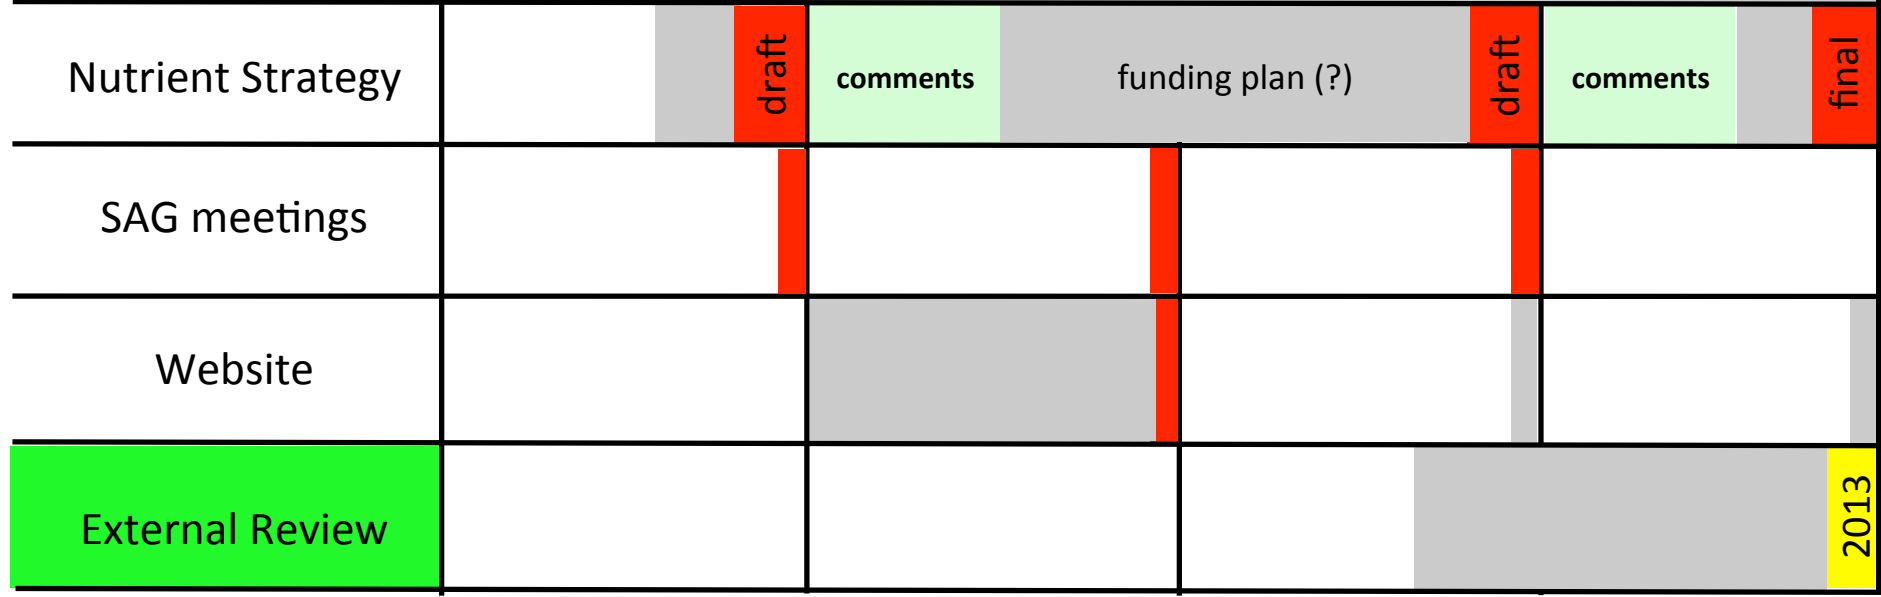 Nutrient Strategy
draft
comments
funding plan (?)
draft
comments
final
SAG meetings
Website
External Review
2013